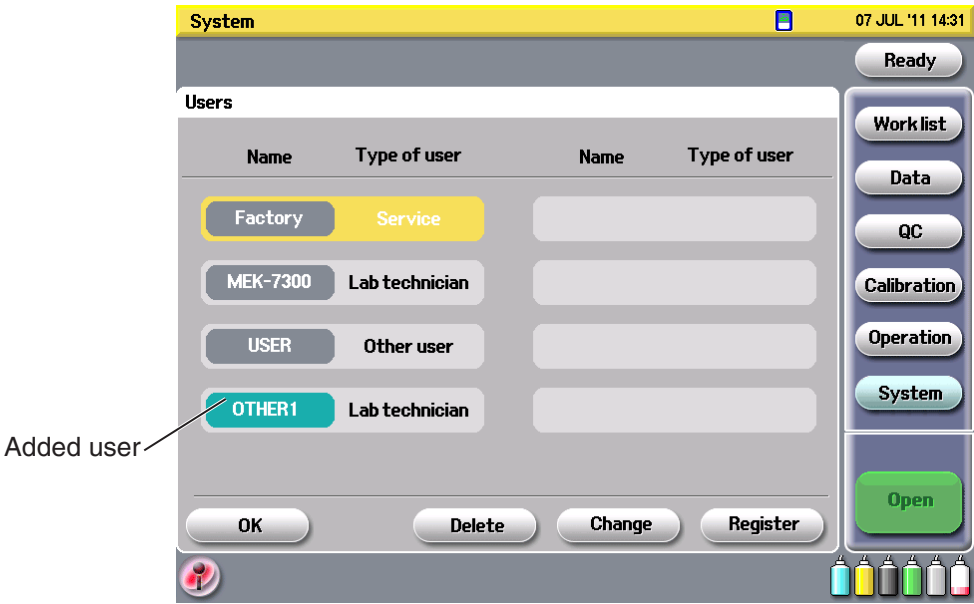 System
07 JUL '11 14:31
Ready
Users
Name Type of user Name Type of user
Factory Service
MEK-7300 Lab technician
USER Other user
OTHER1 Lab technician
Added user
OK Delete Change Register
Work list
Data
QC
Calibration
Operation
System
Open